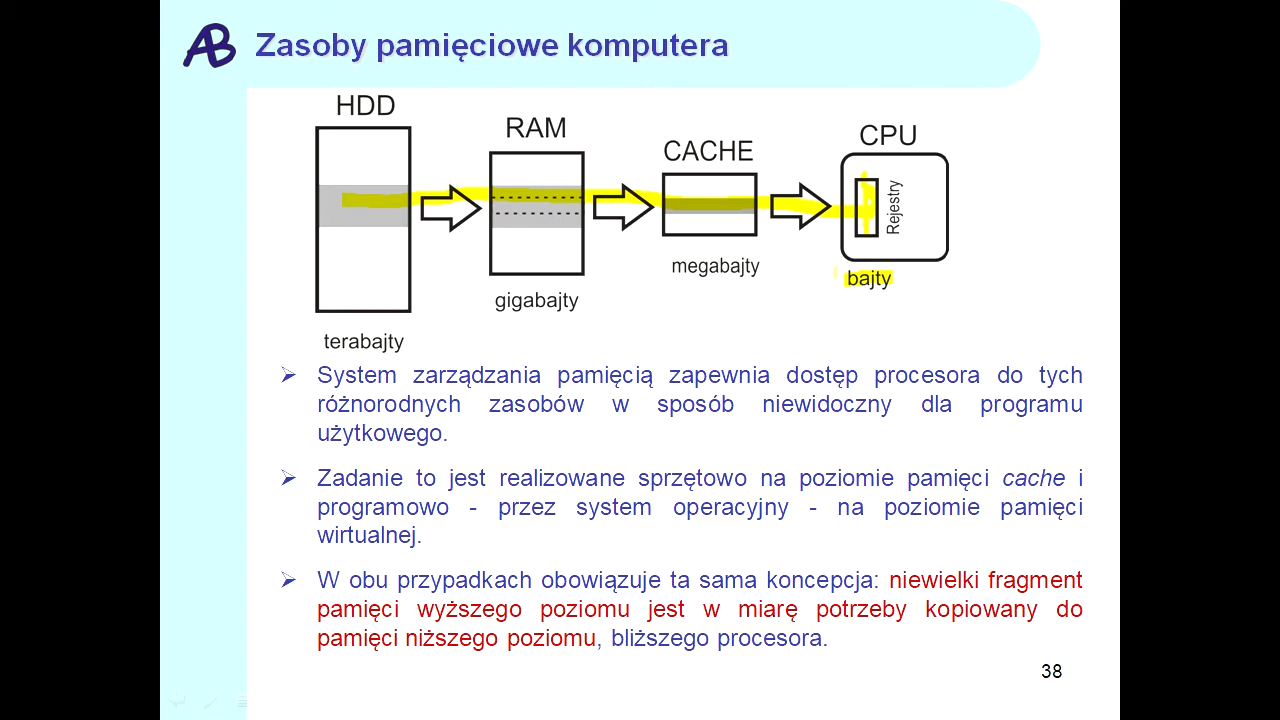 AB
Zasoby pamięciowe komputera
HDD
RAM
CACHE
CPU
Rejestry
bajty
megabajty
gigabajty
terabajty
System zarządzania pamięcią zapewnia dostęp procesora do tych
różnorodnych zasobów w sposób niewidoczny dla programu
użytkowego.
Zadanie to jest realizowane sprzętowo na poziomie pamięci cache i
programowo - przez system operacyjny - na poziomie pamięci
wirtualnej.
W obu przypadkach obowiązuje ta sama koncepcja: niewielki fragment
pamięci wyższego poziomu jest w miarę potrzeby kopiowany do
pamięci niższego poziomu, bliższego procesora.
38